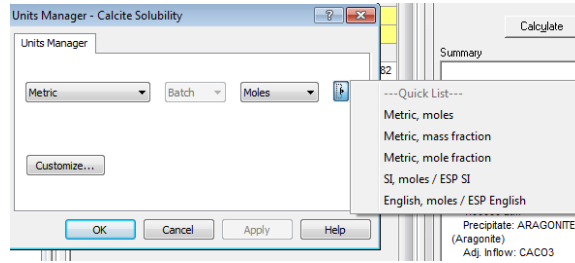 Units Manager - Calcite Solubility
Units Manager
Metric
Batch
Moles
Customize...
OK
Cancel
Apply
Help
82
Calculate
Summary
---Quick List---
Metric, moles
Metric, mass fraction
Metric, mole fraction
SI, moles / ESP SI
English, moles / ESP English
Precipitate: ARAGONITE
(Aragonite)
Adj. Inflow: CACO3